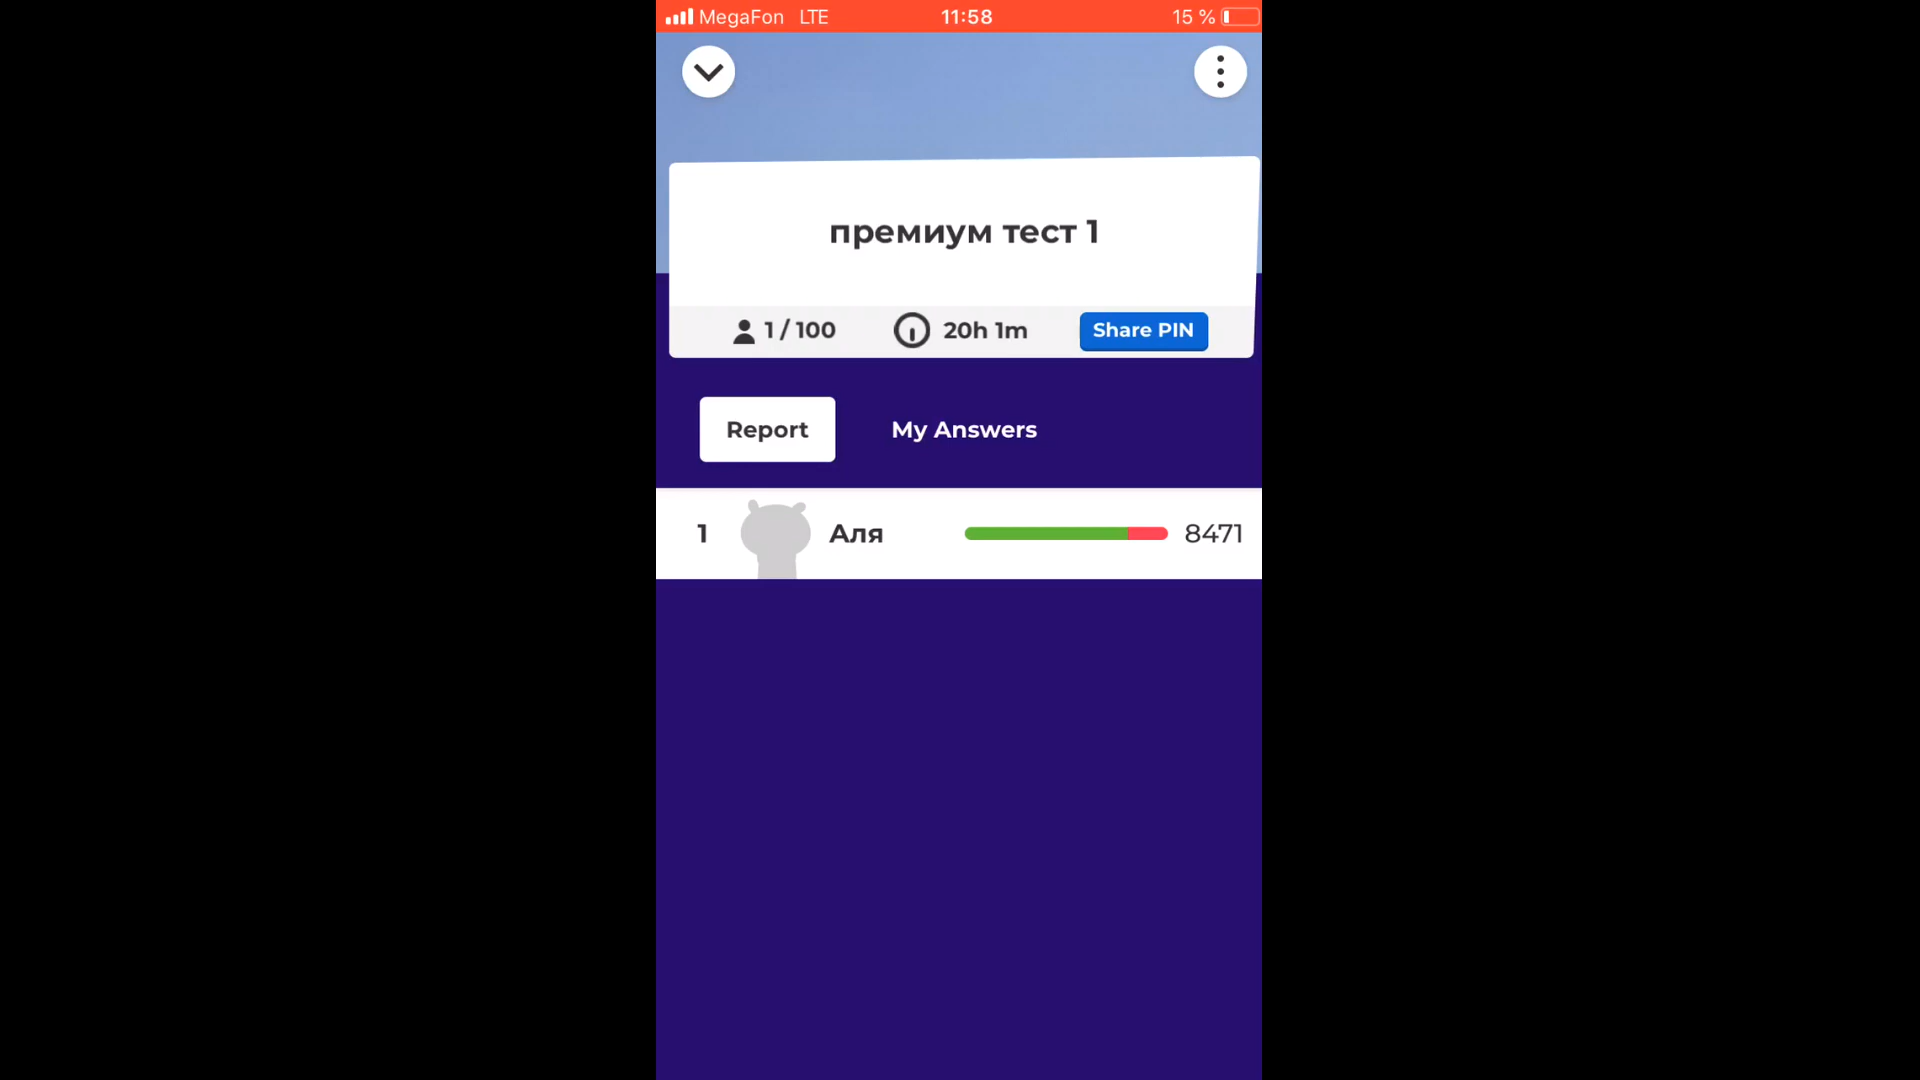 MegaFon LTE 11:58 15 %
премиум тест 1
1 / 100 20h 1m Share PIN
Report My Answers
1 Аля 8471